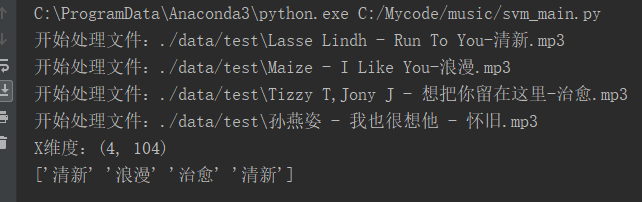 C:\ProgramData\Anaconda3\python.exe C:/Mycode/music/svm_main.py
开始处理文件：./data/test\Lasse Lindh - Run To You-清新.mp3
开始处理文件：./data/test\Maize - I Like You-浪漫.mp3
开始处理文件：./data/test\Tizzy T,Jony J - 想把你留在这里-治愈.mp3
开始处理文件：./data/test\孙燕姿 - 我也很想他 - 怀旧.mp3
X维度：(4, 104)
['清新' '浪漫' '治愈' '清新']